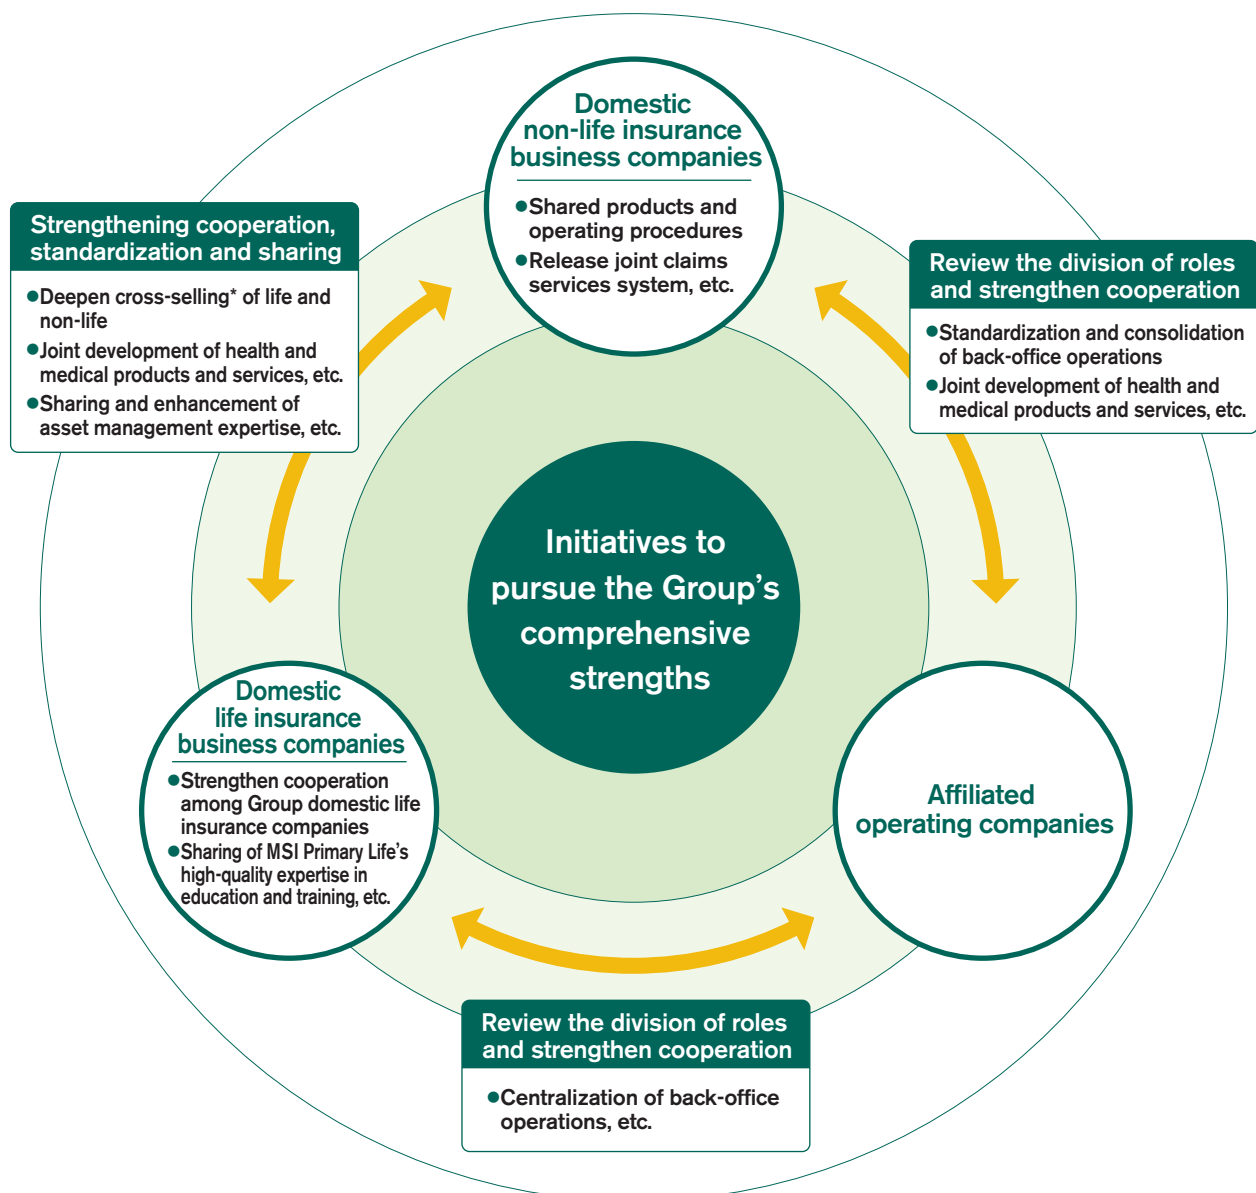 Domestic
non-life insurance
business companies
●Shared products and
operating procedures
●Release joint claims
services system, etc.
Strengthening cooperation,
standardization and sharing
●Deepen cross-selling* of life and
non-life
●Joint development of health and
medical products and services, etc.
●Sharing and enhancement of
asset management expertise, etc.
Review the division of roles
and strengthen cooperation
●Standardization and consolidation
of back-office operations
●Joint development of health and
medical products and services, etc.
Initiatives to
pursue the Group’s
comprehensive
strengths
Domestic
life insurance
business companies
●Strengthen cooperation
among Group domestic life
insurance companies
●Sharing of MSI Primary Life’s
high-quality expertise in
education and training, etc.
Affiliated
operating companies
Review the division of roles
and strengthen cooperation
●Centralization of back-office
operations, etc.